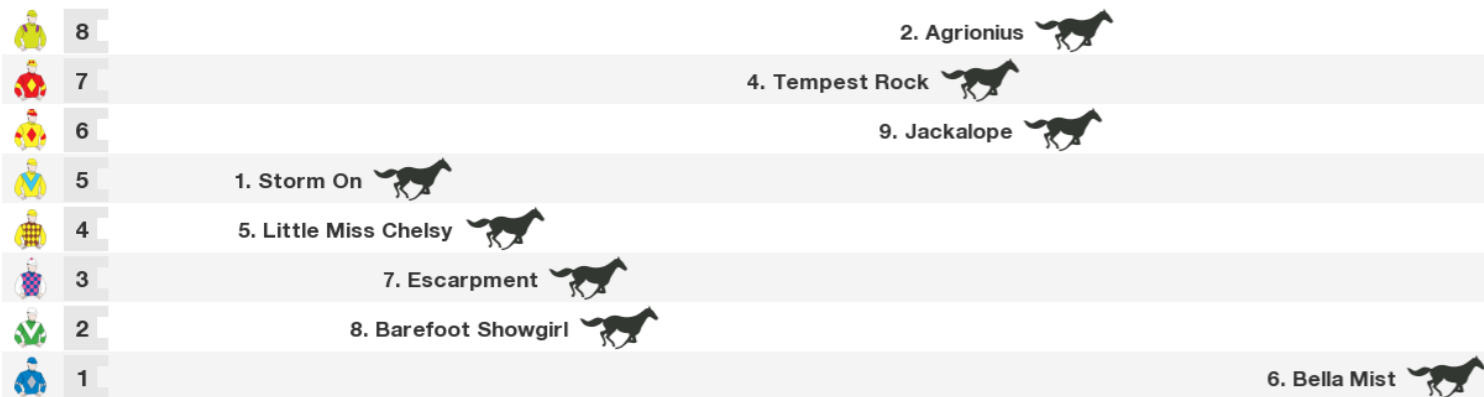 8 2. Agrionius
7 4. Tempest Rock
6 9. Jackalope
5 1. Storm On
4 5. Little Miss Chelsy
3 7. Escarpment
2 8. Barefoot Showgirl
1 6. Bella Mist